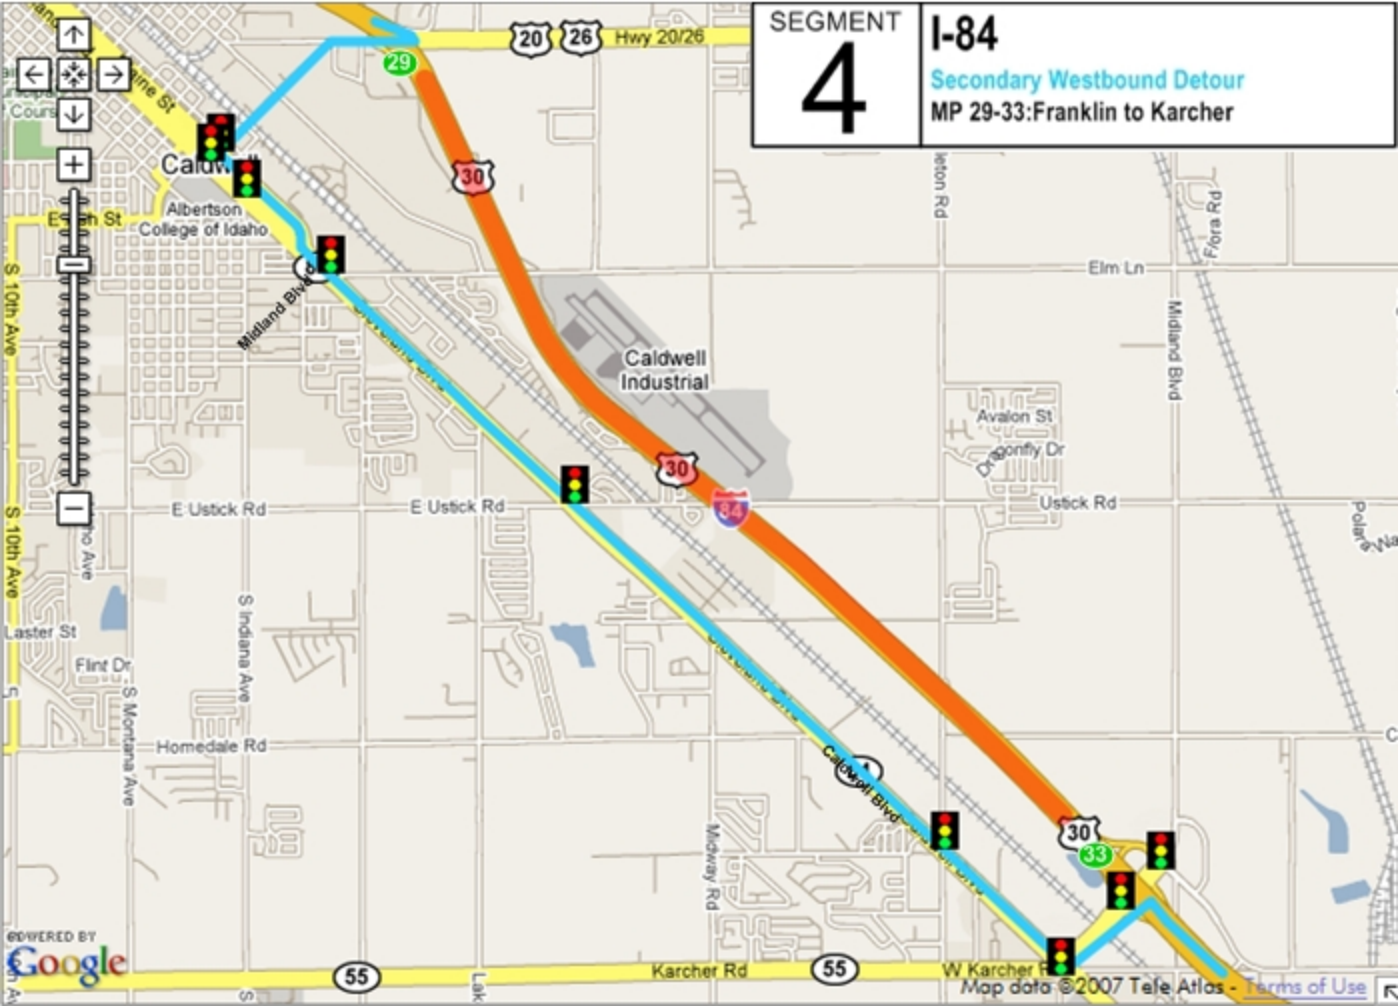 SEGMENT
4
I-84
Secondary Westbound Detour
MP 29-33:Franklin to Karcher
20
26
Hwy 20/26
29
30
Caldwell
Albertson
College of Idaho
S 10th Ave
Midland Blvd
Elm Ln
Flora Rd
Midland Blvd
Caldwell
Industrial
Avalon St
Dragonfly Dr
30
84
E Ustick Rd
E Ustick Rd
Ustick Rd
S 10th Ave
Laster St
Flint Dr
S Indiana Ave
S Montana Ave
Cleveland Blvd
Homedale Rd
Caldwell Blvd
30
33
Midway Rd
POWERED BY
Google
55
Karcher Rd
55
W Karcher R
Map data ©2007 Tele Atlas - Terms of Use